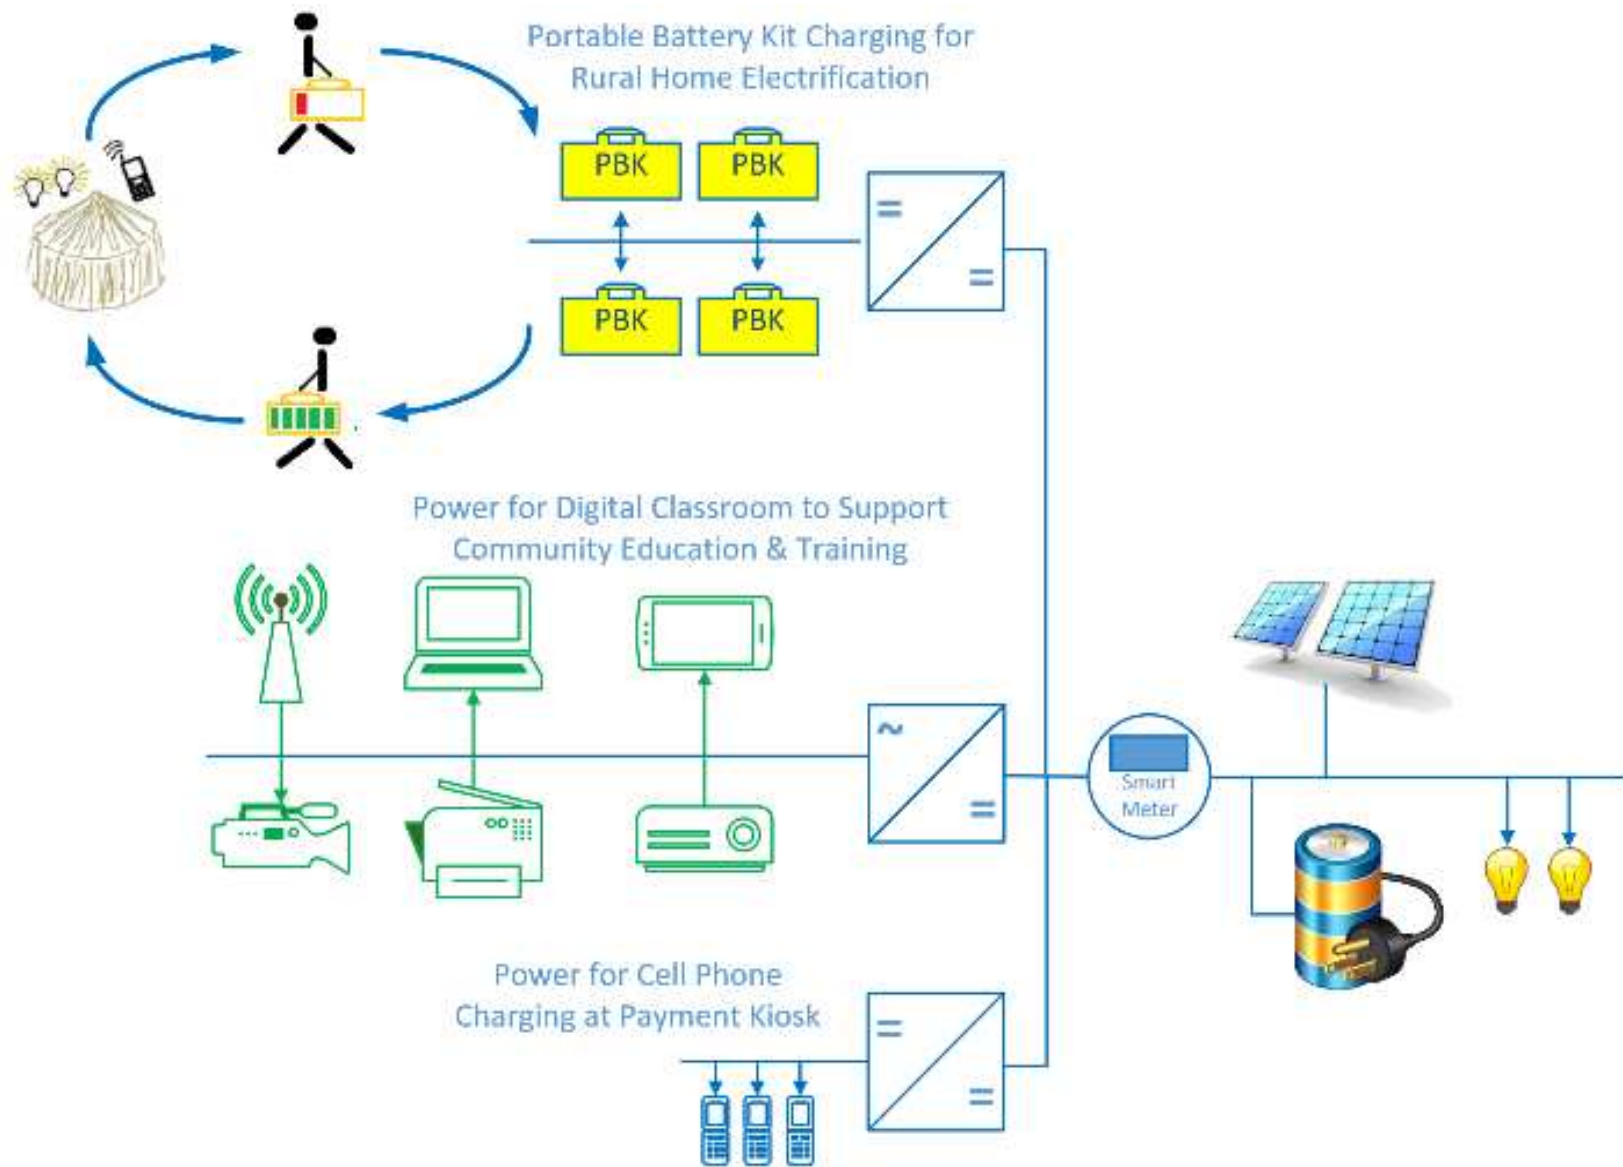 Portable Battery Kit Charging for
Rural Home Electrification
PBK PBK
PBK PBK
Power for Digital Classroom to Support
Community Education & Training
Smart
Meter
Power for Cell Phone
Charging at Payment Kiosk